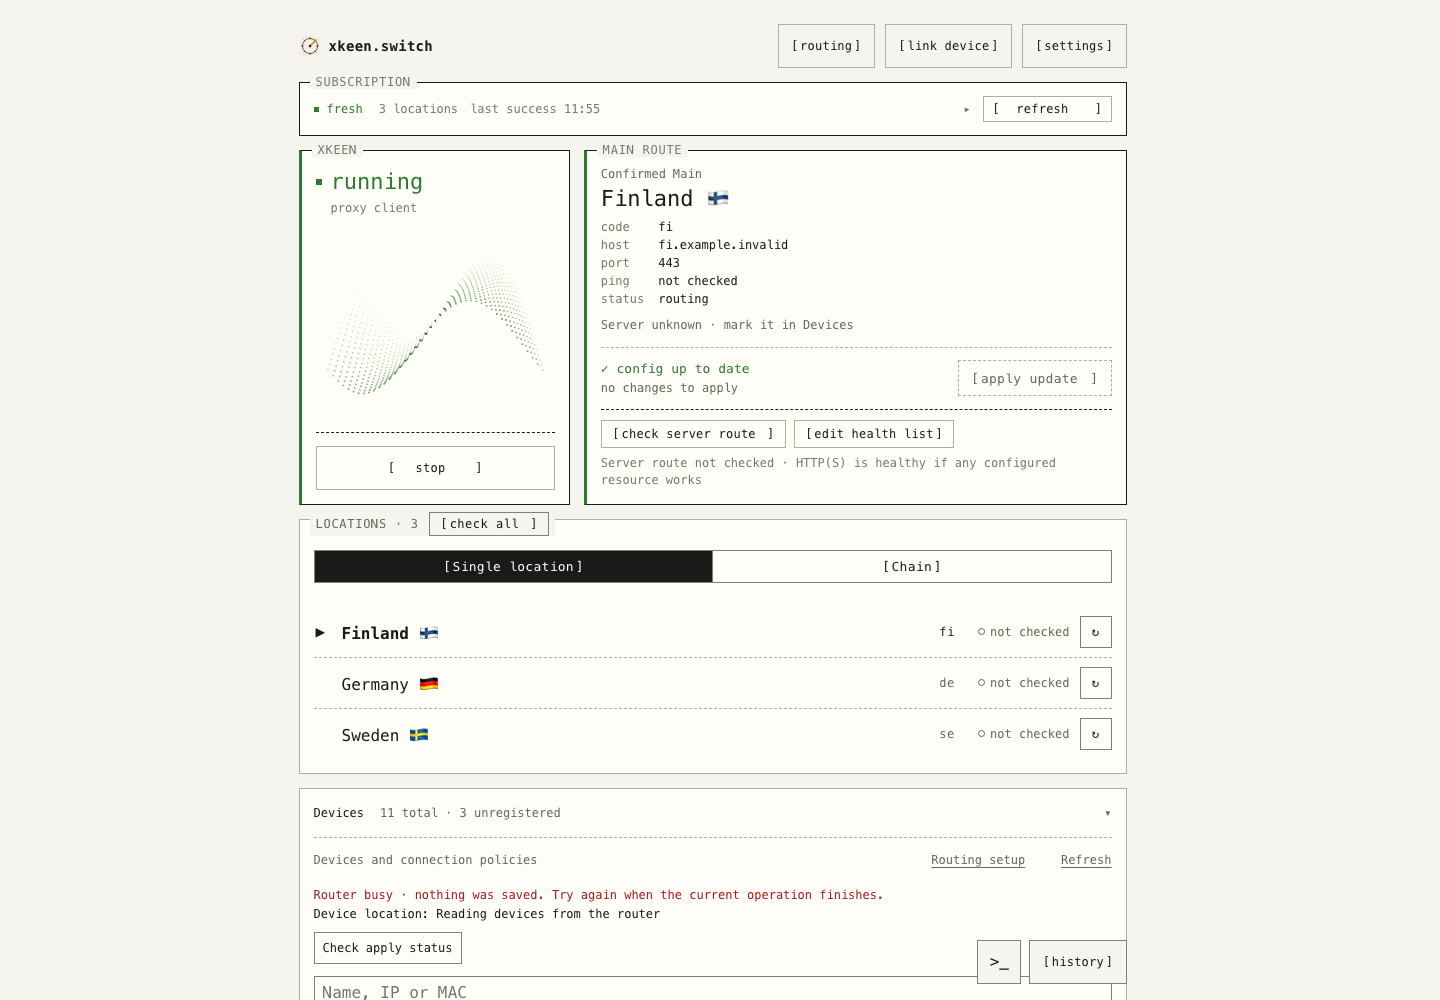 xkeen.switch
[routing] [link device] [settings]
SUBSCRIPTION
fresh 3 locations last success 11:55 ▸ [ refresh ]
XKEEN
running
proxy client
[ stop ]
MAIN ROUTE
Confirmed Main
Finland
code fi
host fi.example.invalid
port 443
ping not checked
status routing
Server unknown · mark it in Devices
✓ config up to date
no changes to apply
[apply update ]
[check server route ] [edit health list]
Server route not checked · HTTP(S) is healthy if any configured
resource works
LOCATIONS · 3 [check all ]
[Single location] [Chain]
▶ Finland fi ○ not checked ↻
Germany de ○ not checked ↻
Sweden se ○ not checked ↻
Devices 11 total · 3 unregistered ▾
Devices and connection policies Routing setup Refresh
Router busy · nothing was saved. Try again when the current operation finishes.
Device location: Reading devices from the router
Check apply status
>_ [history]
Name, IP or MAC